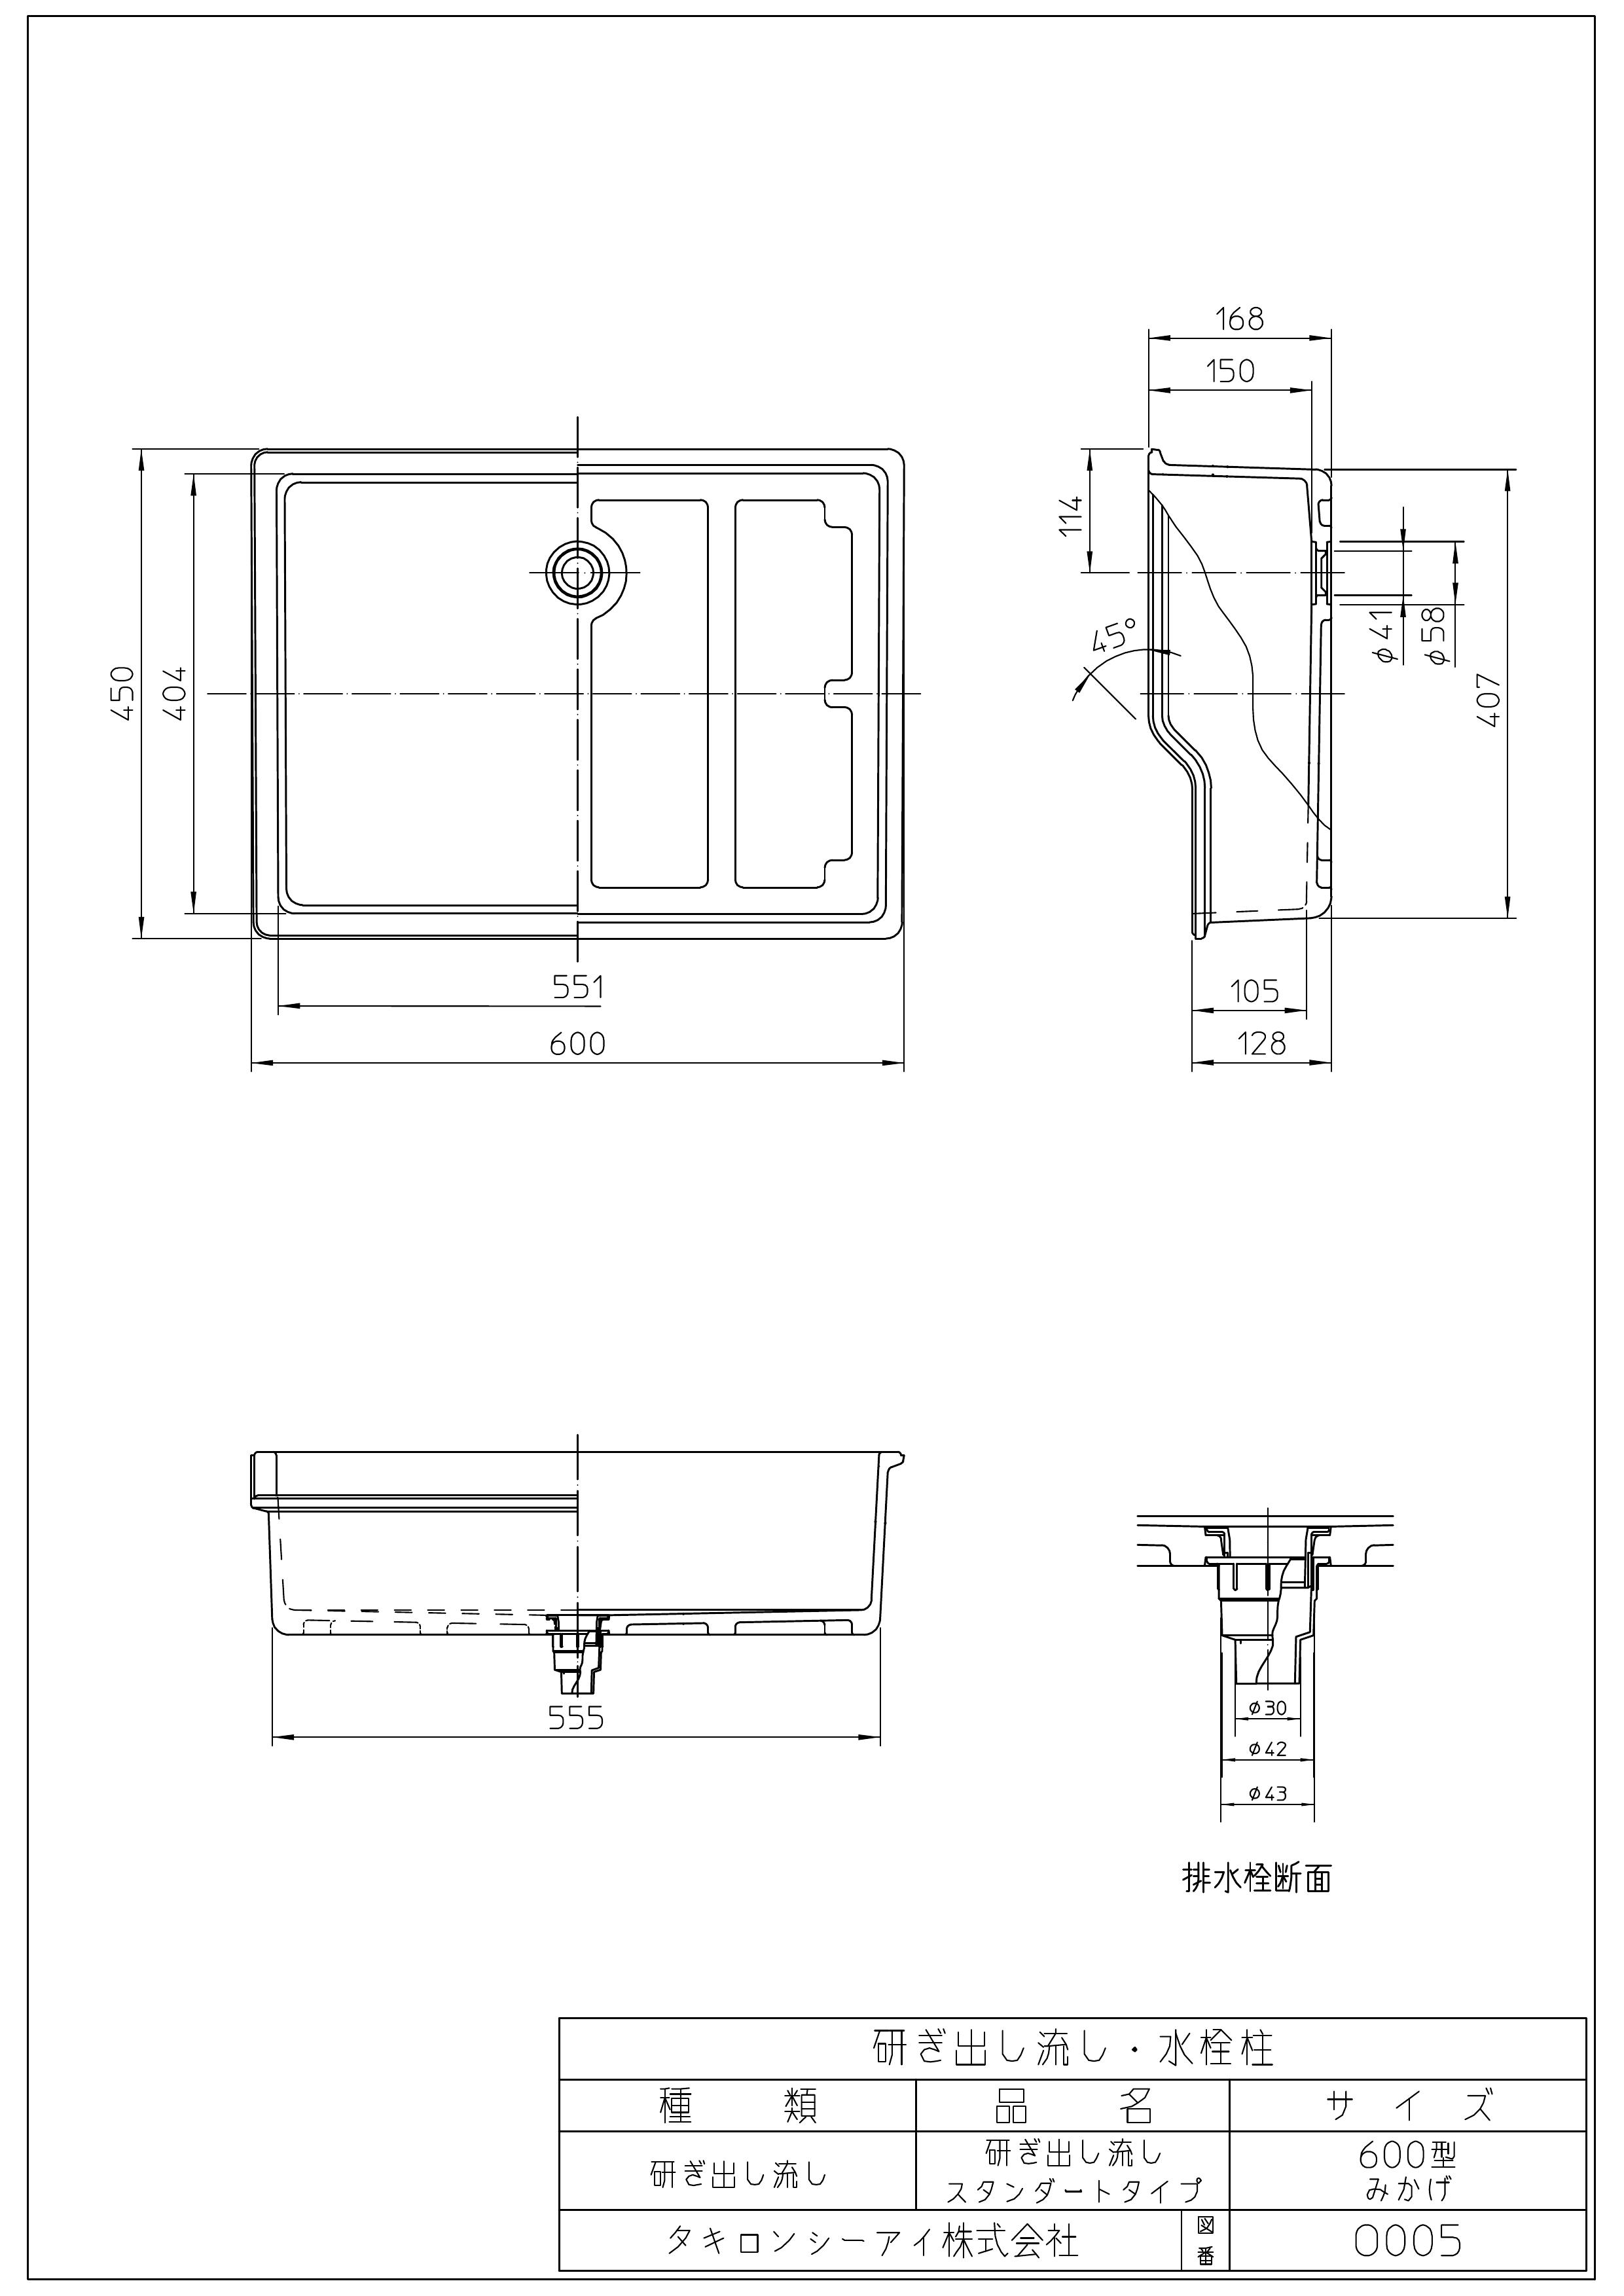 168
150
114
45°
φ41
φ58
407
450
404
551
600
105
128
555
φ30
φ42
φ43
排水栓断面
研ぎ出し流し・水栓柱
種 類 品 名 サイズ
研ぎ出し流し
研ぎ出し流し
スタンダートタイプ
600型
みかげ
タキロンシーアイ株式会社
図番
0005